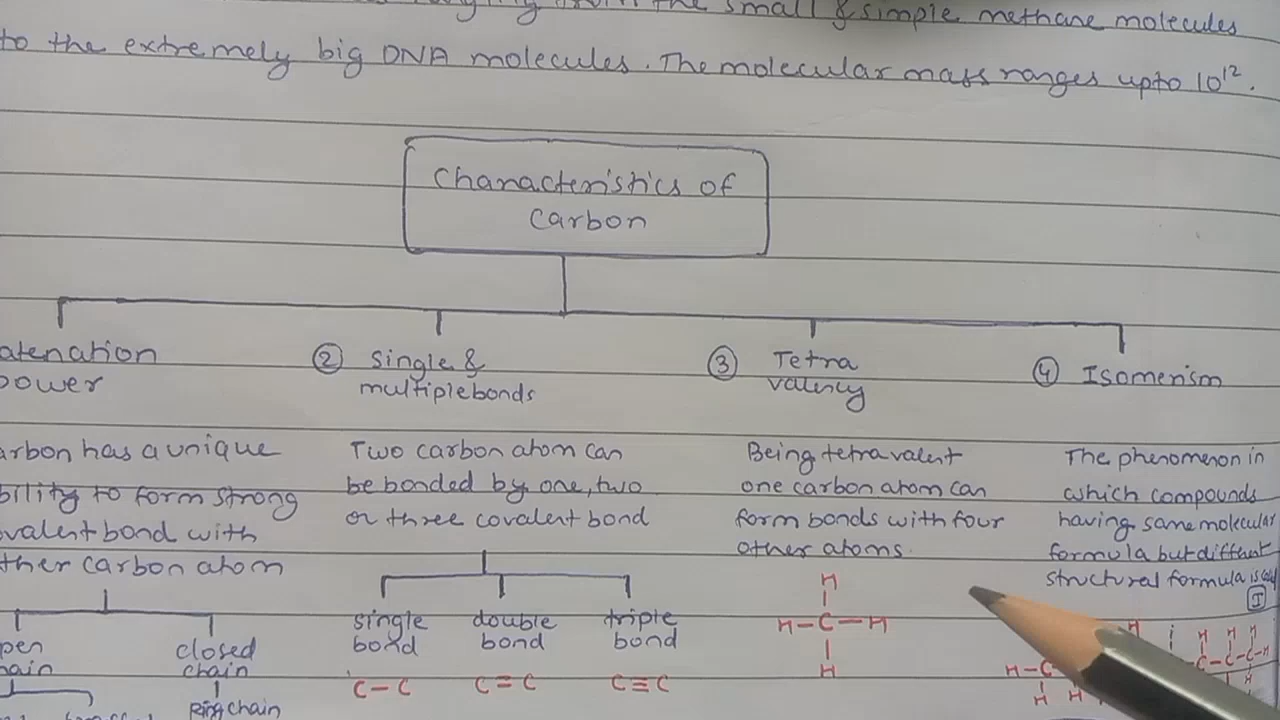 from the small & simple methane molecules
to the extremely big DNA molecules. The molecular mass ranges upto 10¹².
Characteristics of
carbon
atenation
power
arbon has a unique
bility to form strong
ovalent bond with
ther carbon atom
pen
hain
closed
chain
Ring chain
② Single &
multiple bonds
Two carbon atom can
be bonded by one, two
or three covalent bond
single
bond
C–C
double
bond
C=C
triple
bond
C≡C
③ Tetra
valency
Being tetravalent
one carbon atom can
form bonds with four
other atoms.
H
H–C–H
H
④ Isomerism
The phenomenon in
which compounds
having same molecular
formula but different
structural formula is
I
H
H–C
H H
H H H
C–C–C–H
H